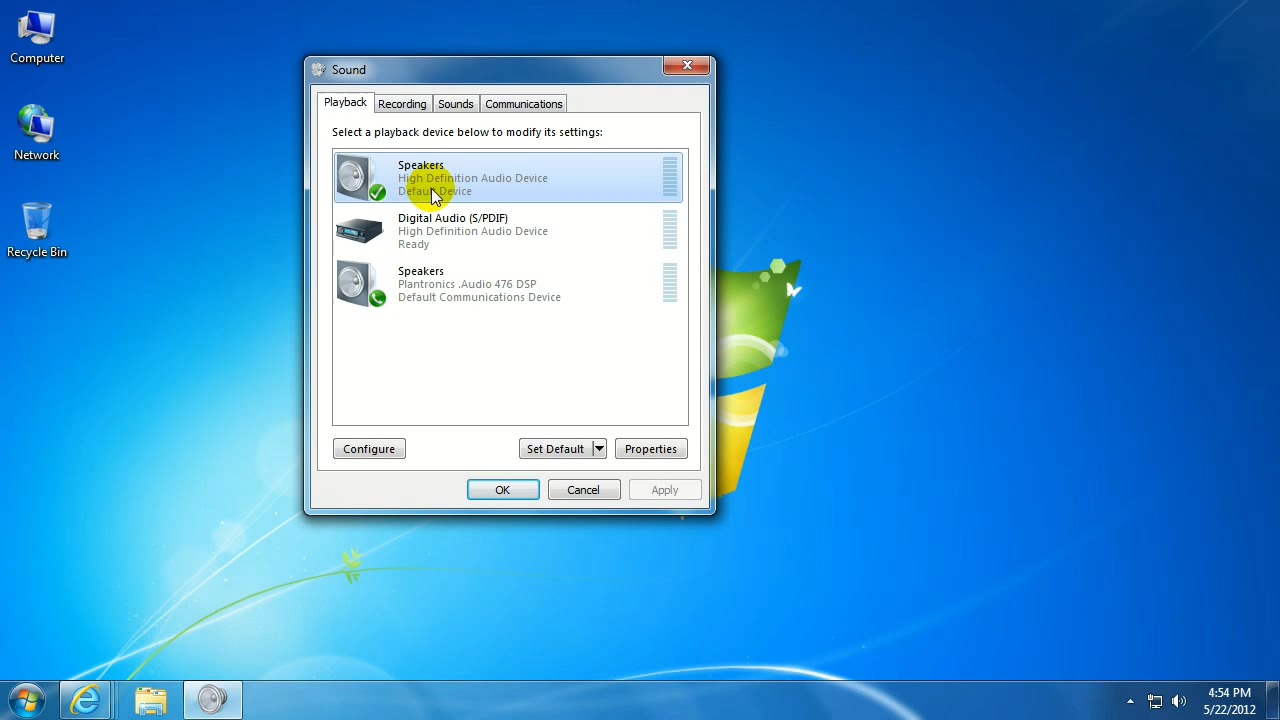 Computer
Network
Recycle Bin
Sound
Playback
Recording
Sounds
Communications
Select a playback device below to modify its settings:
Speakers
High Definition Audio Device
Default Device
Digital Audio (S/PDIF)
High Definition Audio Device
Ready
Speakers
Plantronics .Audio 476 DSP
Default Communications Device
Configure
Set Default
Properties
OK
Cancel
Apply
4:54 PM
5/22/2012